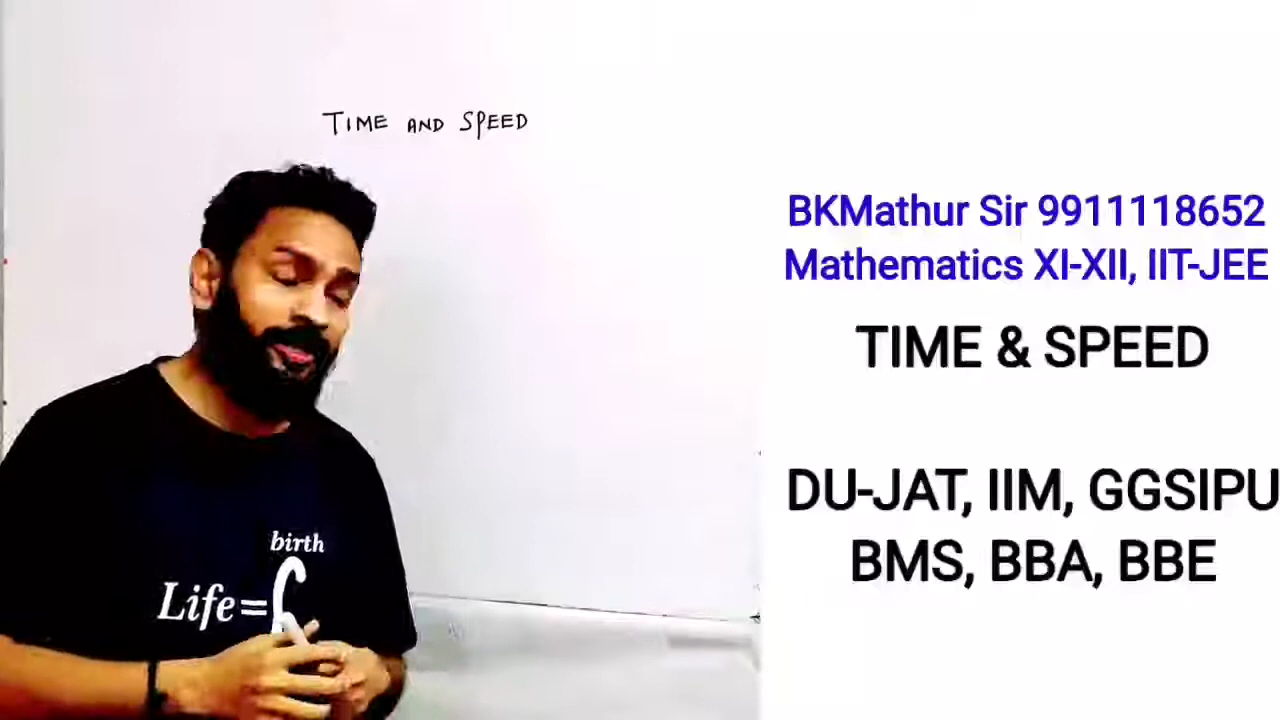 TIME AND SPEED
BKMathur Sir 9911118652
Mathematics XI-XII, IIT-JEE
TIME & SPEED
DU-JAT, IIM, GGSIPU
BMS, BBA, BBE
birth
Life=∫